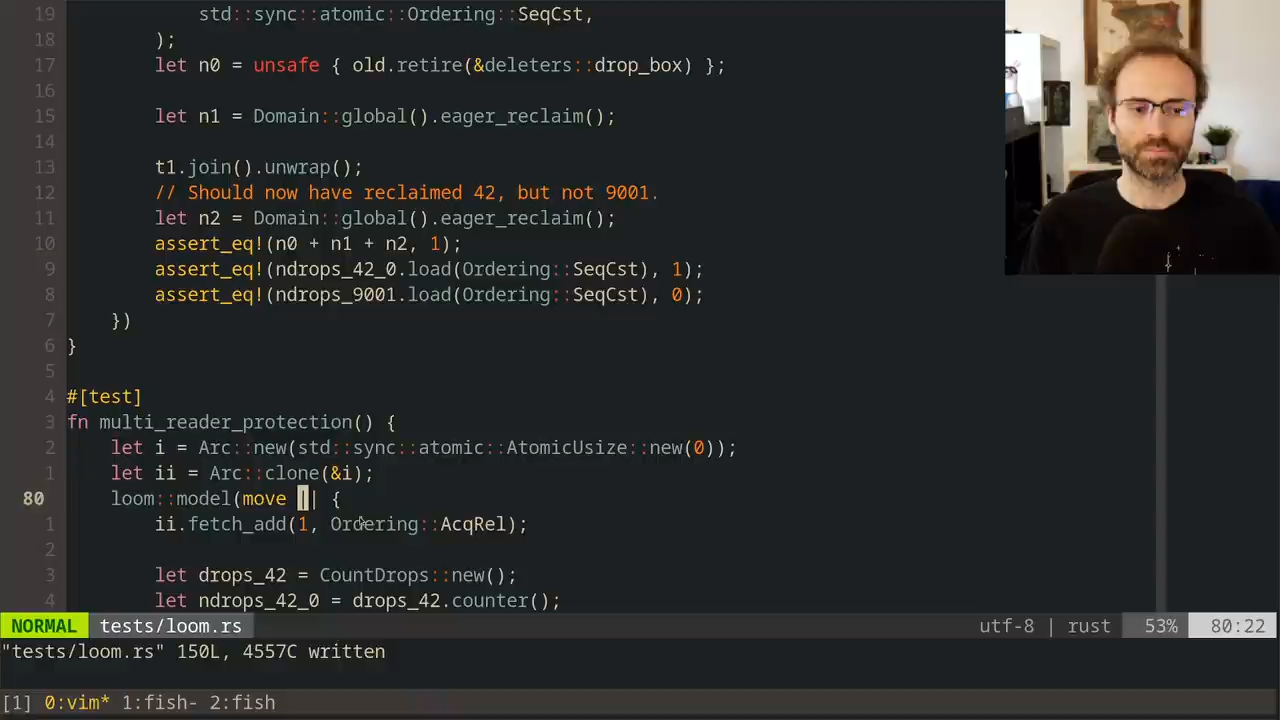 19             std::sync::atomic::Ordering::SeqCst,
18         );
17         let n0 = unsafe { old.retire(&deleters::drop_box) };
16
15         let n1 = Domain::global().eager_reclaim();
14
13         t1.join().unwrap();
12         // Should now have reclaimed 42, but not 9001.
11         let n2 = Domain::global().eager_reclaim();
10         assert_eq!(n0 + n1 + n2, 1);
9         assert_eq!(ndrops_42_0.load(Ordering::SeqCst), 1);
8         assert_eq!(ndrops_9001.load(Ordering::SeqCst), 0);
7     })
6 }
5
4 #[test]
3 fn multi_reader_protection() {
2     let i = Arc::new(std::sync::atomic::AtomicUsize::new(0));
1     let ii = Arc::clone(&i);
80     loom::model(move || {
1         ii.fetch_add(1, Ordering::AcqRel);
2
3         let drops_42 = CountDrops::new();
4         let ndrops_42_0 = drops_42.counter();
NORMAL tests/loom.rs utf-8 | rust 53% 80:22
"tests/loom.rs" 150L, 4557C written
[1] 0:vim* 1:fish- 2:fish